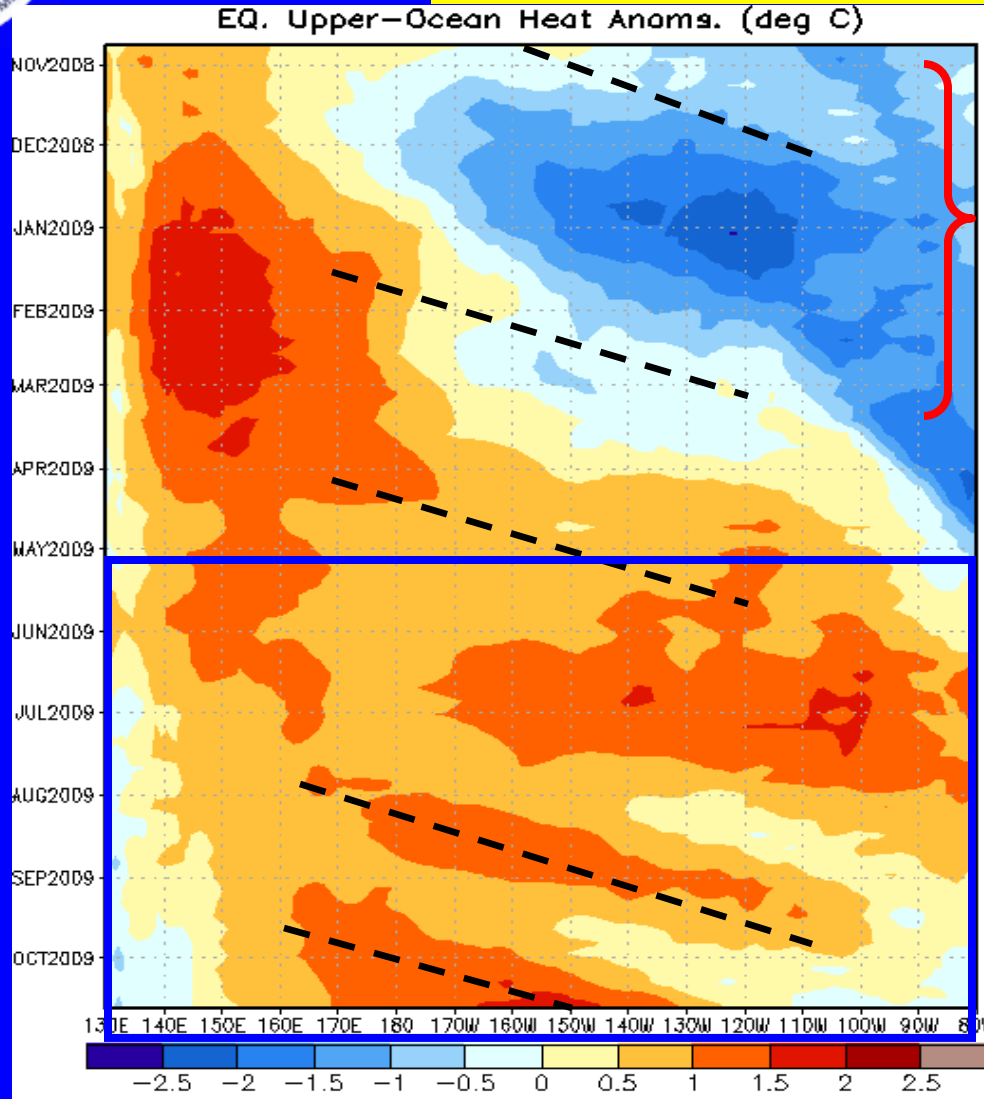 EQ. Upper-Ocean Heat Anoms. (deg C)
NOV2008
DEC2008
JAN2009
FEB2009
MAR2009
APR2009
MAY2009
JUN2009
JUL2009
AUG2009
SEP2009
OCT2009
130E 140E 150E 160E 170E 180 170W 160W 150W 140W 130W 120W 110W 100W 90W 80W
-2.5 -2 -1.5 -1 -0.5 0 0.5 1 1.5 2 2.5